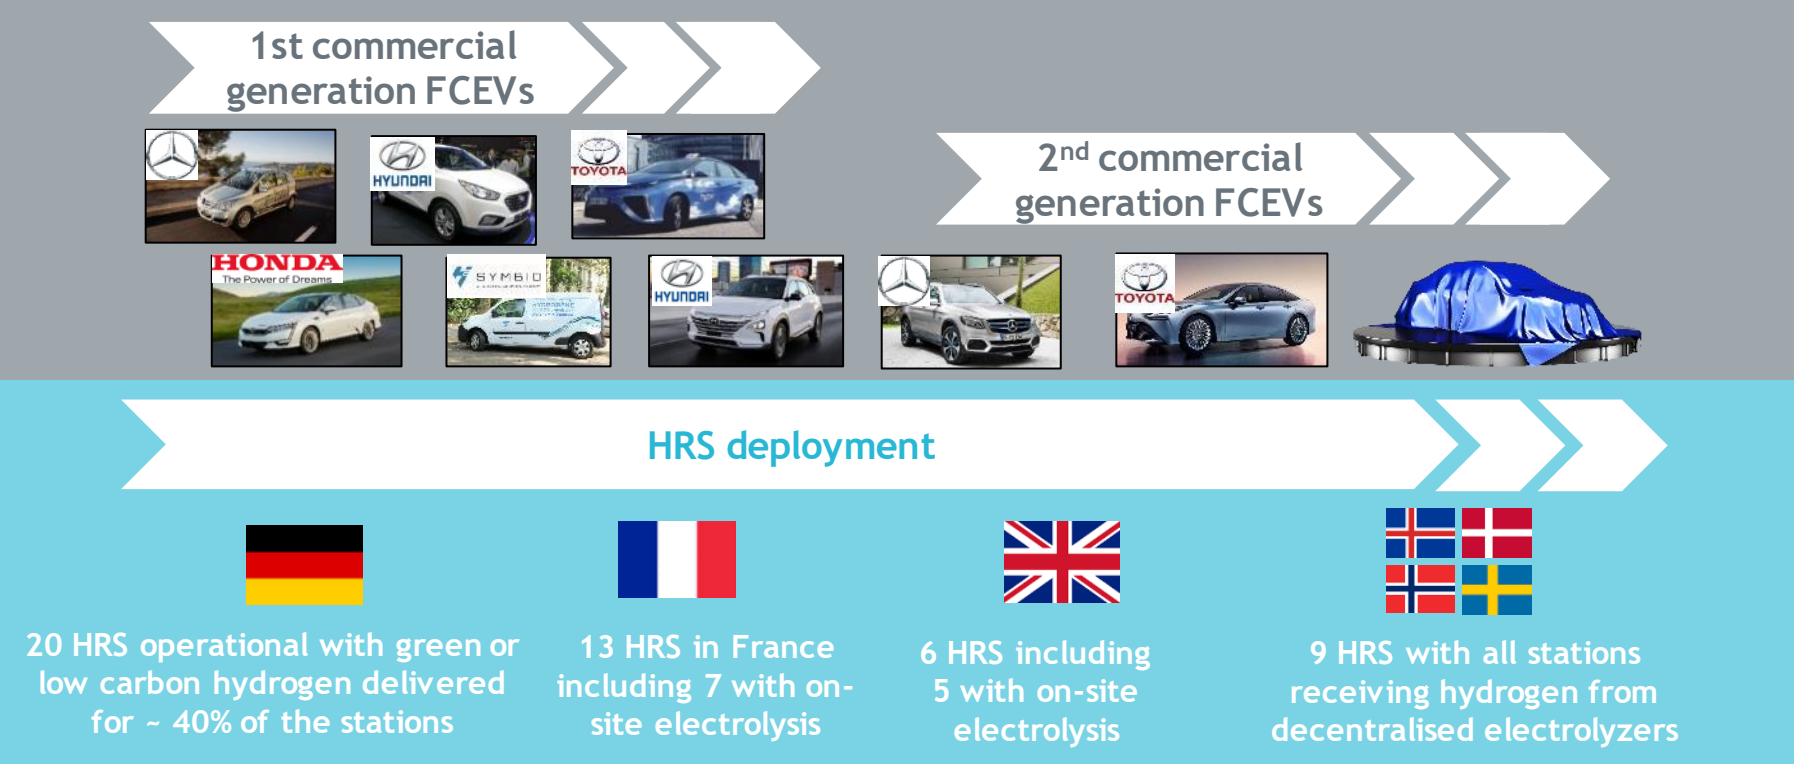 1st commercial
generation FCEVs
2nd commercial
generation FCEVs
HYUNDAI
TOYOTA
HONDA
The Power of Dreams
SYMBIO
HYUNDAI
TOYOTA
HRS deployment
20 HRS operational with green or
low carbon hydrogen delivered
for ~ 40% of the stations
13 HRS in France
including 7 with on-
site electrolysis
6 HRS including
5 with on-site
electrolysis
9 HRS with all stations
receiving hydrogen from
decentralised electrolyzers